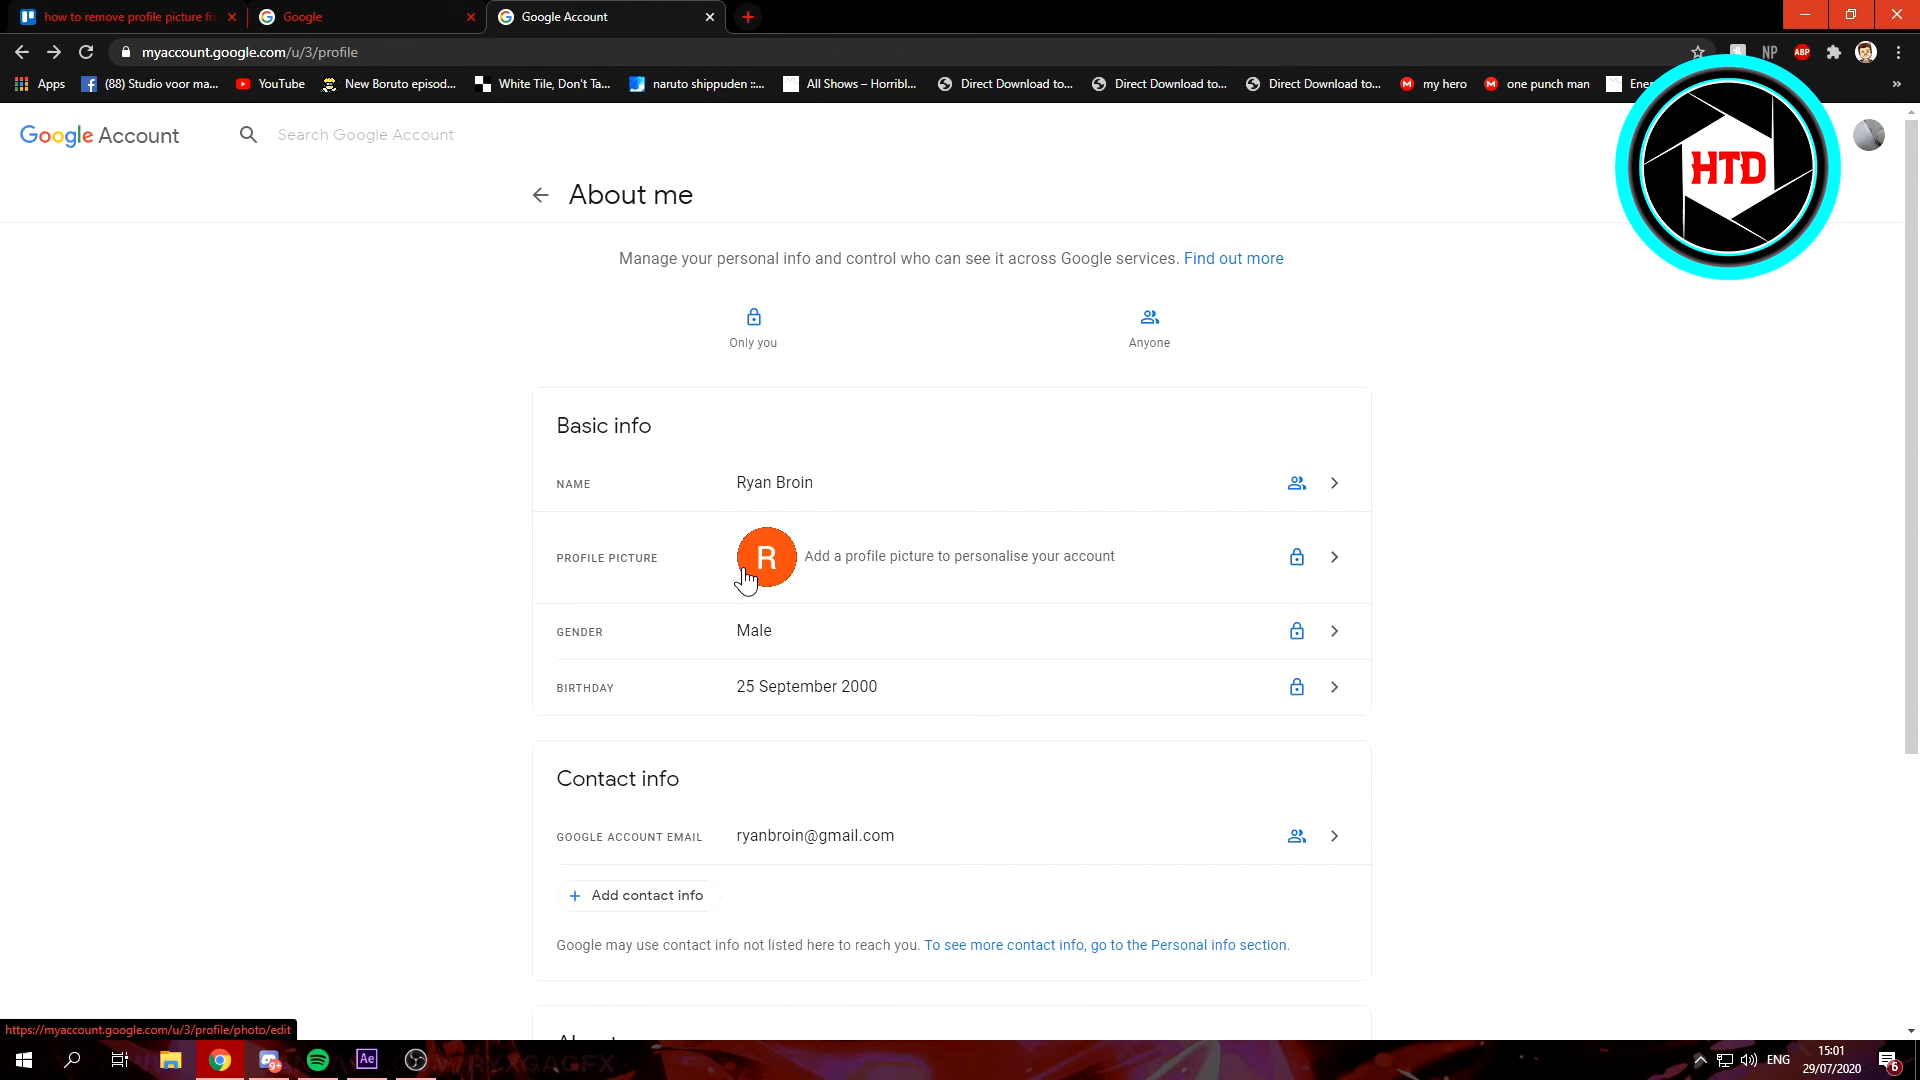 how to remove profile picture fr
Google
Google Account
myaccount.google.com/u/3/profile
NP
ABP
Apps
(88) Studio voor ma...
YouTube
New Boruto episod...
White Tile, Don't Ta...
naruto shippuden ::...
All Shows – Horribl...
Direct Download to...
Direct Download to...
Direct Download to...
my hero
one punch man
Ene
»
Google Account
Search Google Account
HTD
About me
Manage your personal info and control who can see it across Google services. Find out more
Only you
Anyone
Basic info
NAME
Ryan Broin
PROFILE PICTURE
R
Add a profile picture to personalise your account
GENDER
Male
BIRTHDAY
25 September 2000
Contact info
GOOGLE ACCOUNT EMAIL
ryanbroin@gmail.com
+ Add contact info
Google may use contact info not listed here to reach you. To see more contact info, go to the Personal info section.
https://myaccount.google.com/u/3/profile/photo/edit
9+
Ae
ENG
15:01
29/07/2020
6